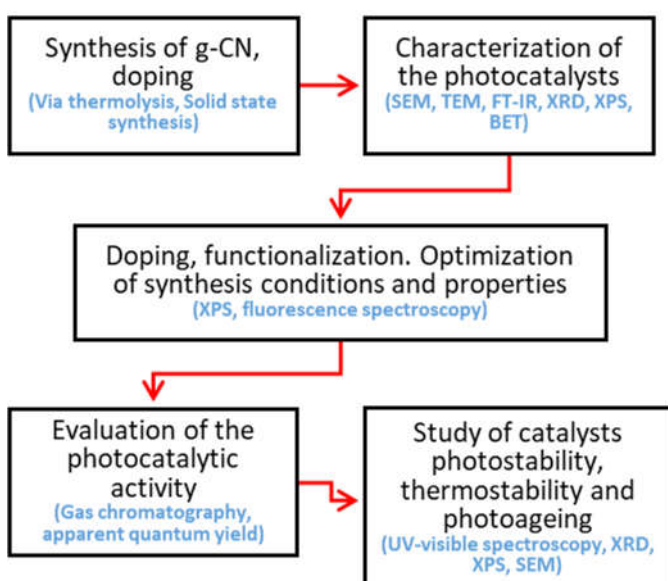 Synthesis of g-CN,
doping
(Via thermolysis, Solid state
synthesis)
Characterization of
the photocatalysts
(SEM, TEM, FT-IR, XRD, XPS,
BET)
Doping, functionalization. Optimization
of synthesis conditions and properties
(XPS, fluorescence spectroscopy)
Evaluation of the
photocatalytic
activity
(Gas chromatography,
apparent quantum yield)
Study of catalysts
photostability,
thermostability and
photoageing
(UV-visible spectroscopy, XRD,
XPS, SEM)